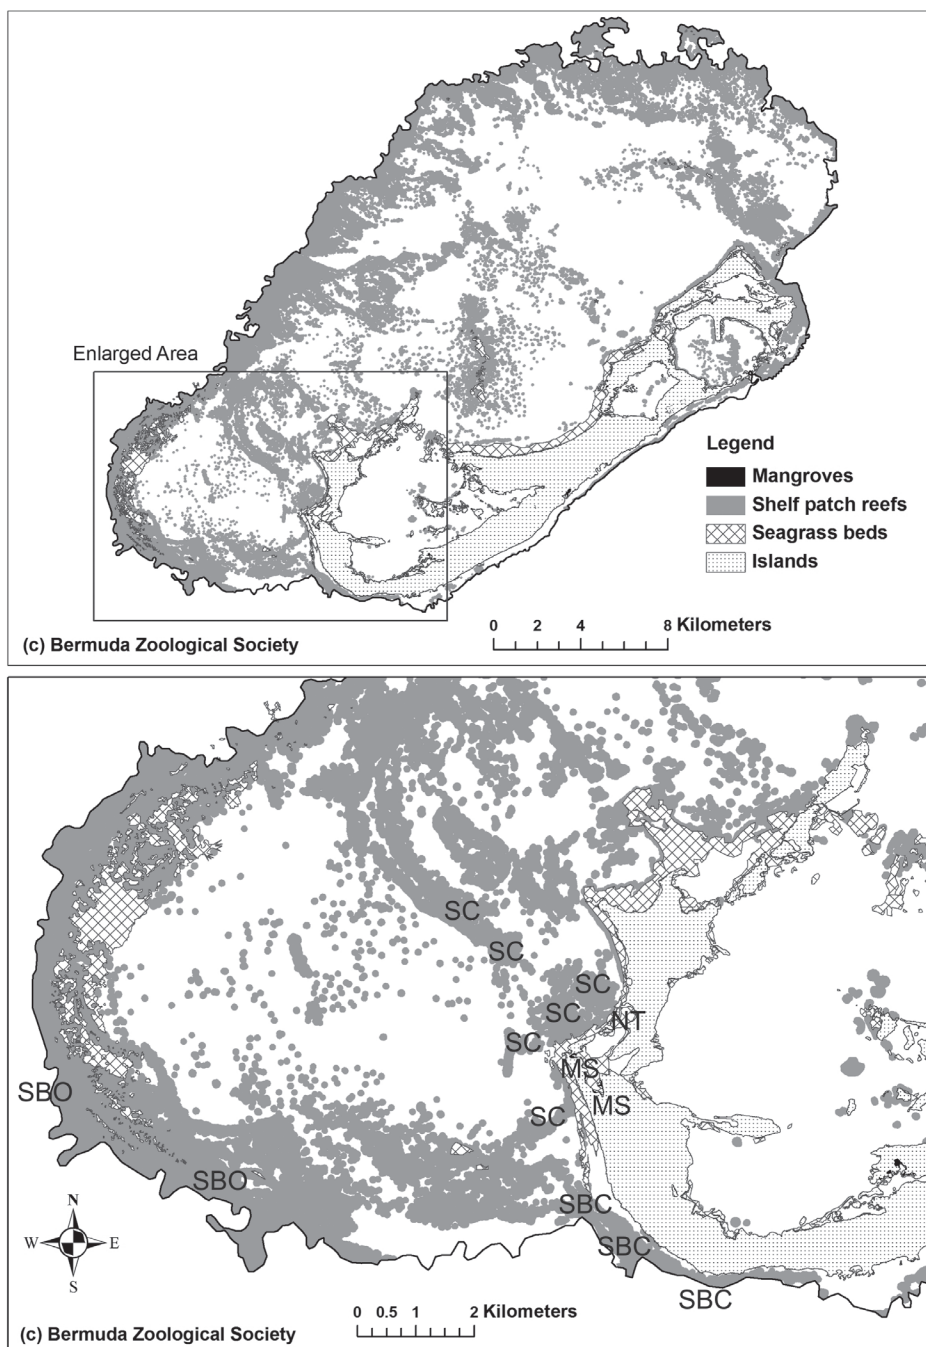 Enlarged Area
Legend
Mangroves
Shelf patch reefs
Seagrass beds
Islands
0 2 4 8 Kilometers
(c) Bermuda Zoological Society
SC
SC
SC
SC
NT
SC
MS
SBO
MS
SC
SBO
SBC
N
W E
S
SBC
SBC
0 0.5 1 2 Kilometers
(c) Bermuda Zoological Society